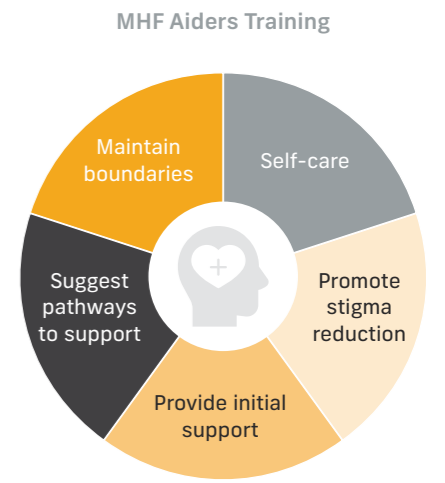 MHF Aiders Training
Maintain
boundaries
Self-care
Suggest
pathways
to support
Promote
stigma
reduction
Provide initial
support